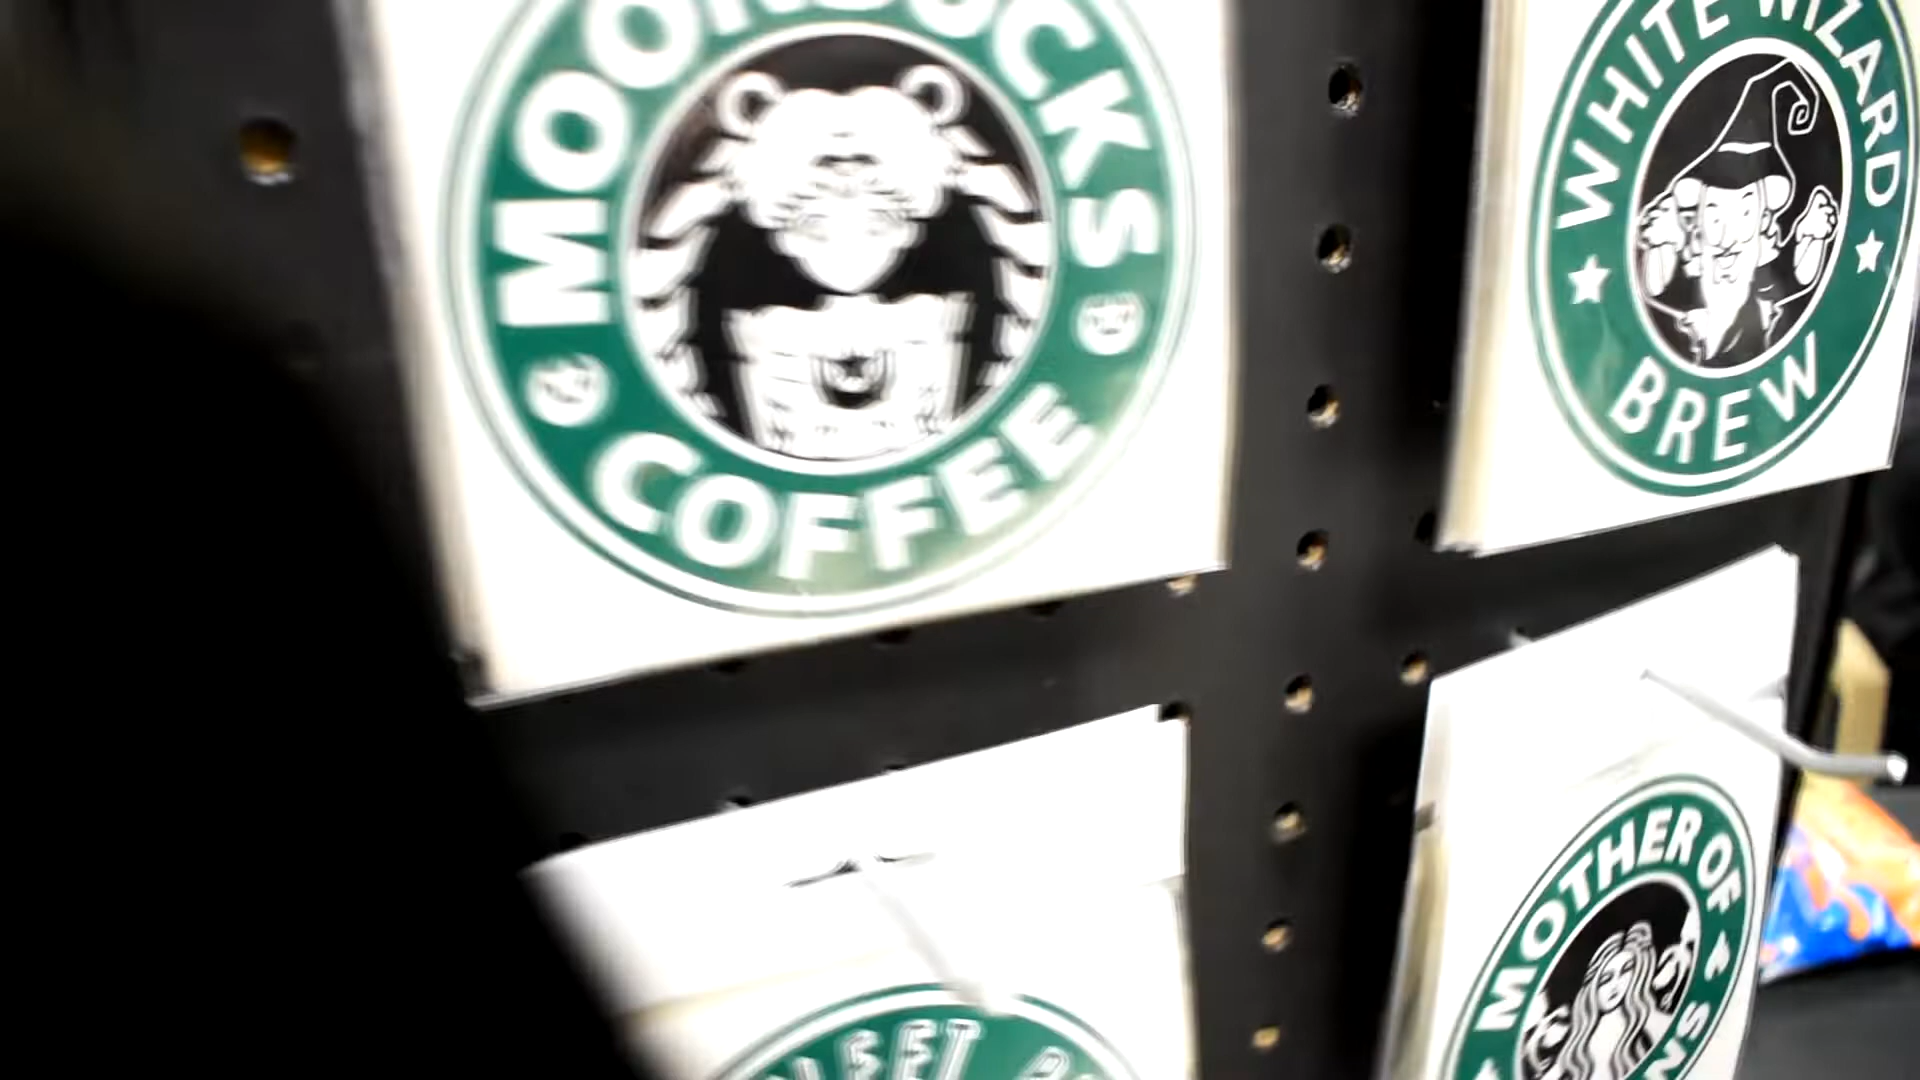 MOONBUCKS
COFFEE
WHITE WIZARD
BREW
MOTHER OF